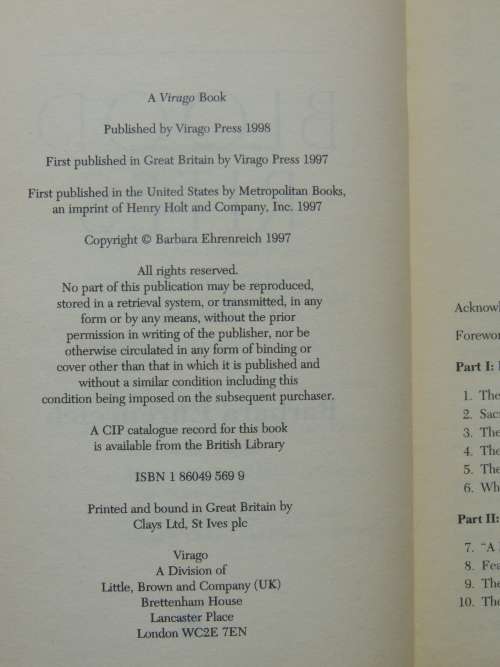 A Virago Book
Published by Virago Press 1998
First published in Great Britain by Virago Press 1997
First published in the United States by Metropolitan Books,
an imprint of Henry Holt and Company, Inc. 1997
Copyright © Barbara Ehrenreich 1997
All rights reserved.
No part of this publication may be reproduced,
stored in a retrieval system, or transmitted, in any
form or by any means, without the prior
permission in writing of the publisher, nor be
otherwise circulated in any form of binding or
cover other than that in which it is published and
without a similar condition including this
condition being imposed on the subsequent purchaser.
A CIP catalogue record for this book
is available from the British Library
ISBN 1 86049 569 9
Printed and bound in Great Britain by
Clays Ltd, St Ives plc
Virago
A Division of
Little, Brown and Company (UK)
Brettenham House
Lancaster Place
London WC2E 7EN
Part I:
1. The
2.
3. The
4. The
5. The
6.
Part II:
7. "A
8.
9. The
10. The